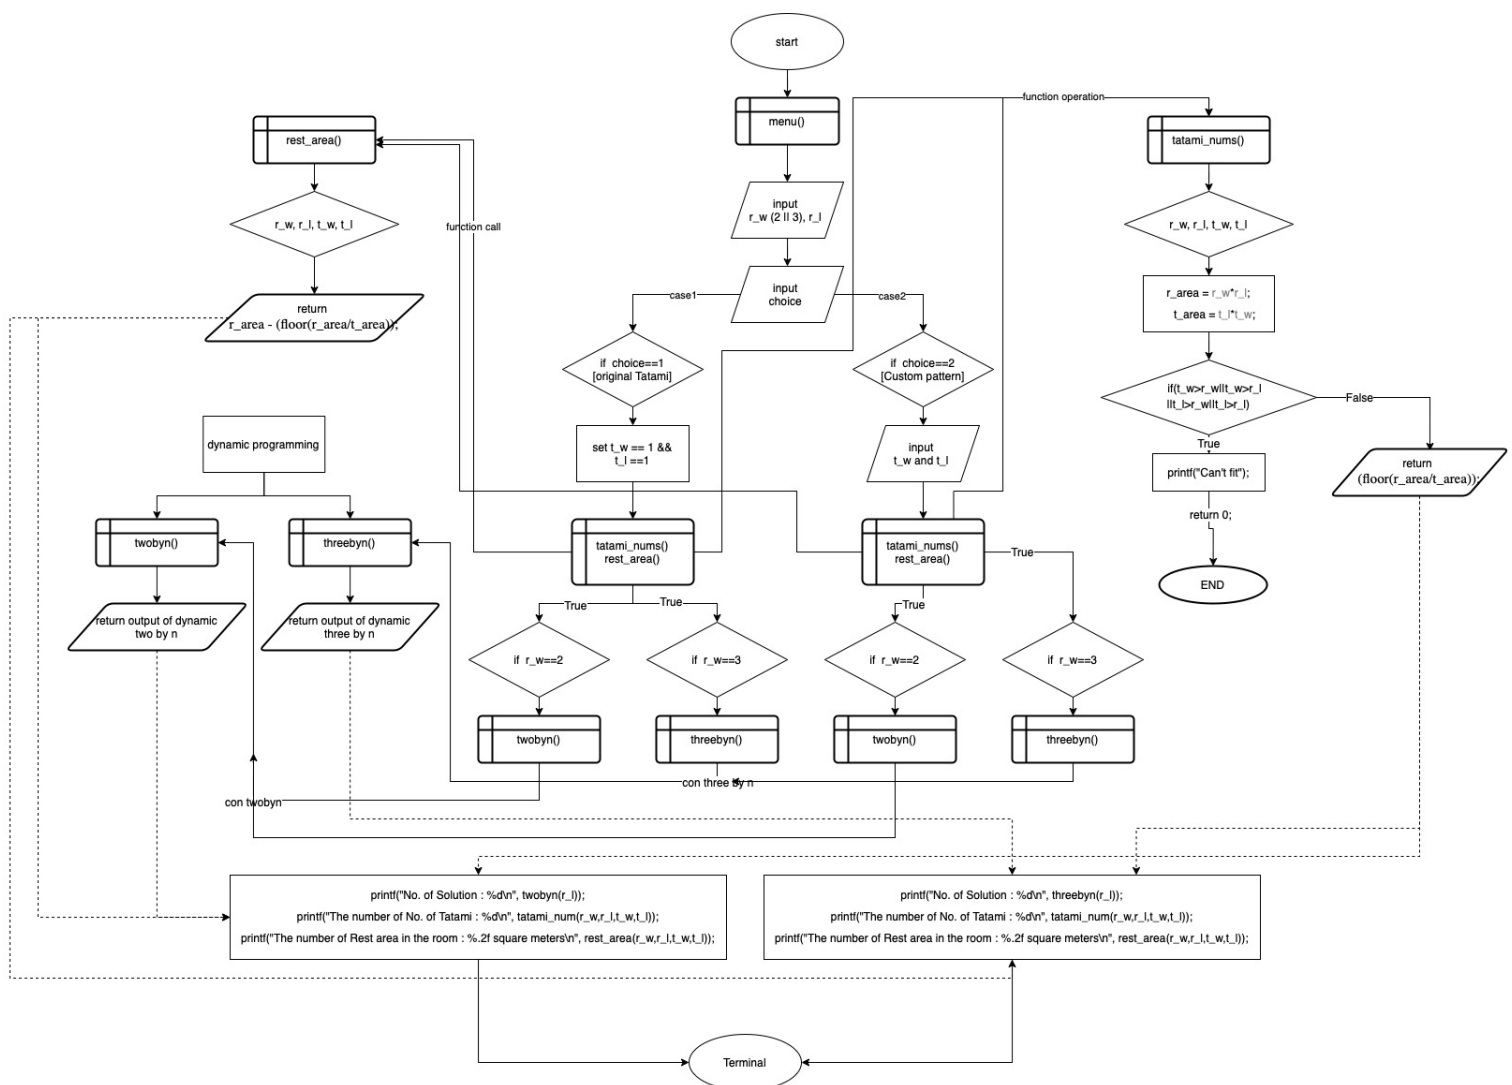 start
menu()
function operation
rest_area()
tatami_nums()
input
r_w (2 ll 3), r_l
r_w, r_l, t_w, t_l
function call
r_w, r_l, t_w, t_l
input
choice
case1
case2
r_area = r_w*r_l;
t_area = t_l*t_w;
return
r_area - (floor(r_area/t_area));
if choice==1
[original Tatami]
if choice==2
[Custom pattern]
if(t_w>r_wllt_w>r_l
llt_l>r_wllt_l>r_l)
False
True
dynamic programming
set t_w == 1 &&
t_l ==1
input
t_w and t_l
printf("Can't fit");
return
(floor(r_area/t_area));
return 0;
twobyn()
threebyn()
tatami_nums()
rest_area()
tatami_nums()
rest_area()
True
END
return output of dynamic
two by n
return output of dynamic
three by n
True
True
True
if r_w==2
if r_w==3
if r_w==2
if r_w==3
twobyn()
threebyn()
twobyn()
threebyn()
con three by n
con twobyn
printf("No. of Solution : %d\n", twobyn(r_l));
printf("The number of No. of Tatami : %d\n", tatami_num(r_w,r_l,t_w,t_l));
printf("The number of Rest area in the room : %.2f square meters\n", rest_area(r_w,r_l,t_w,t_l));
printf("No. of Solution : %d\n", threebyn(r_l));
printf("The number of No. of Tatami : %d\n", tatami_num(r_w,r_l,t_w,t_l));
printf("The number of Rest area in the room : %.2f square meters\n", rest_area(r_w,r_l,t_w,t_l));
Terminal